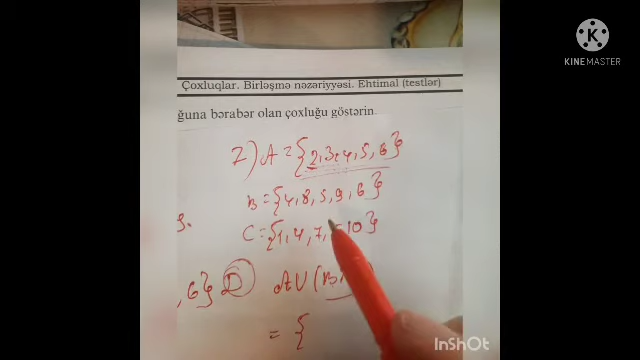 KINEMASTER
Çoxluqlar. Birləşmə nəzəriyyəsi. Ehtimal (testlər)
ğuna bərabər olan çoxluğu göstərin
7) A = {2, 3, 4, 5, 6}
B = {4, 8, 5, 9, 6}
C = {1, 4, 7, 10}
, 6} D A U (B
= {
InShOt